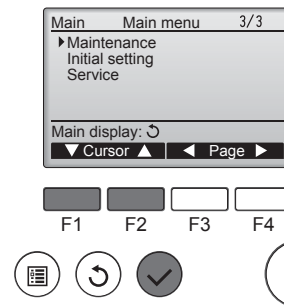 Main Main menu 3/3
Maintenance
Initial setting
Service
Main display:
Cursor Page
F1 F2 F3 F4